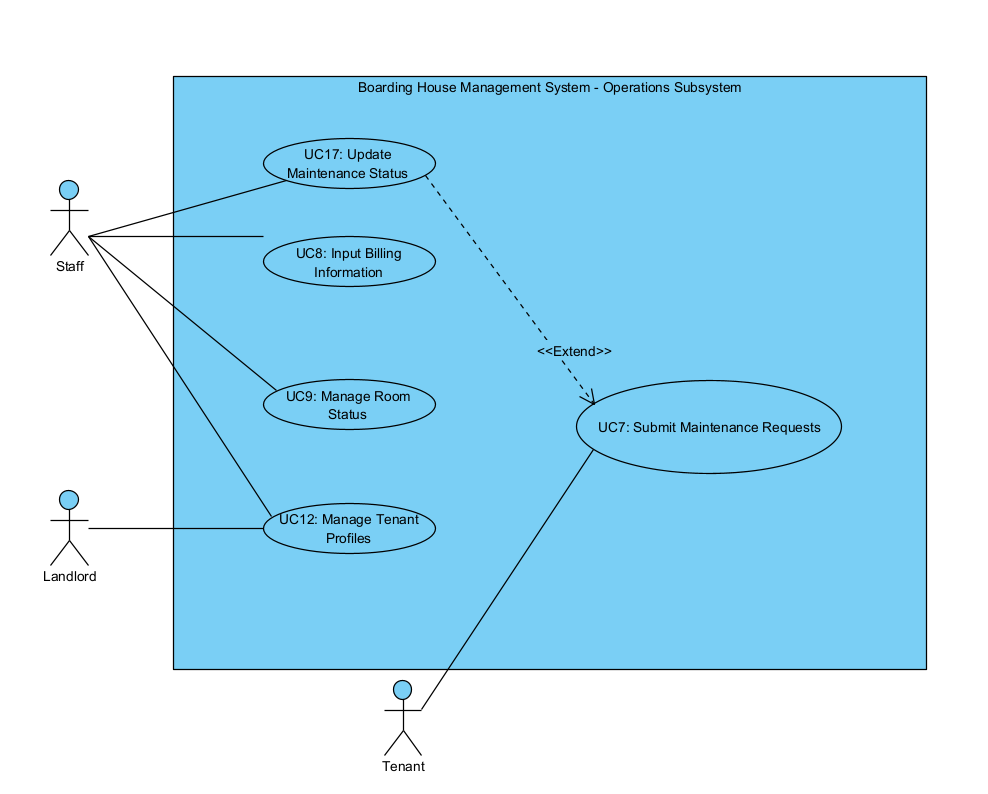 Boarding House Management System - Operations Subsystem
UC17: Update
Maintenance Status
Staff
UC8: Input Billing
Information
<<Extend>>
UC9: Manage Room
Status
UC7: Submit Maintenance Requests
Landlord
UC12: Manage Tenant
Profiles
Tenant